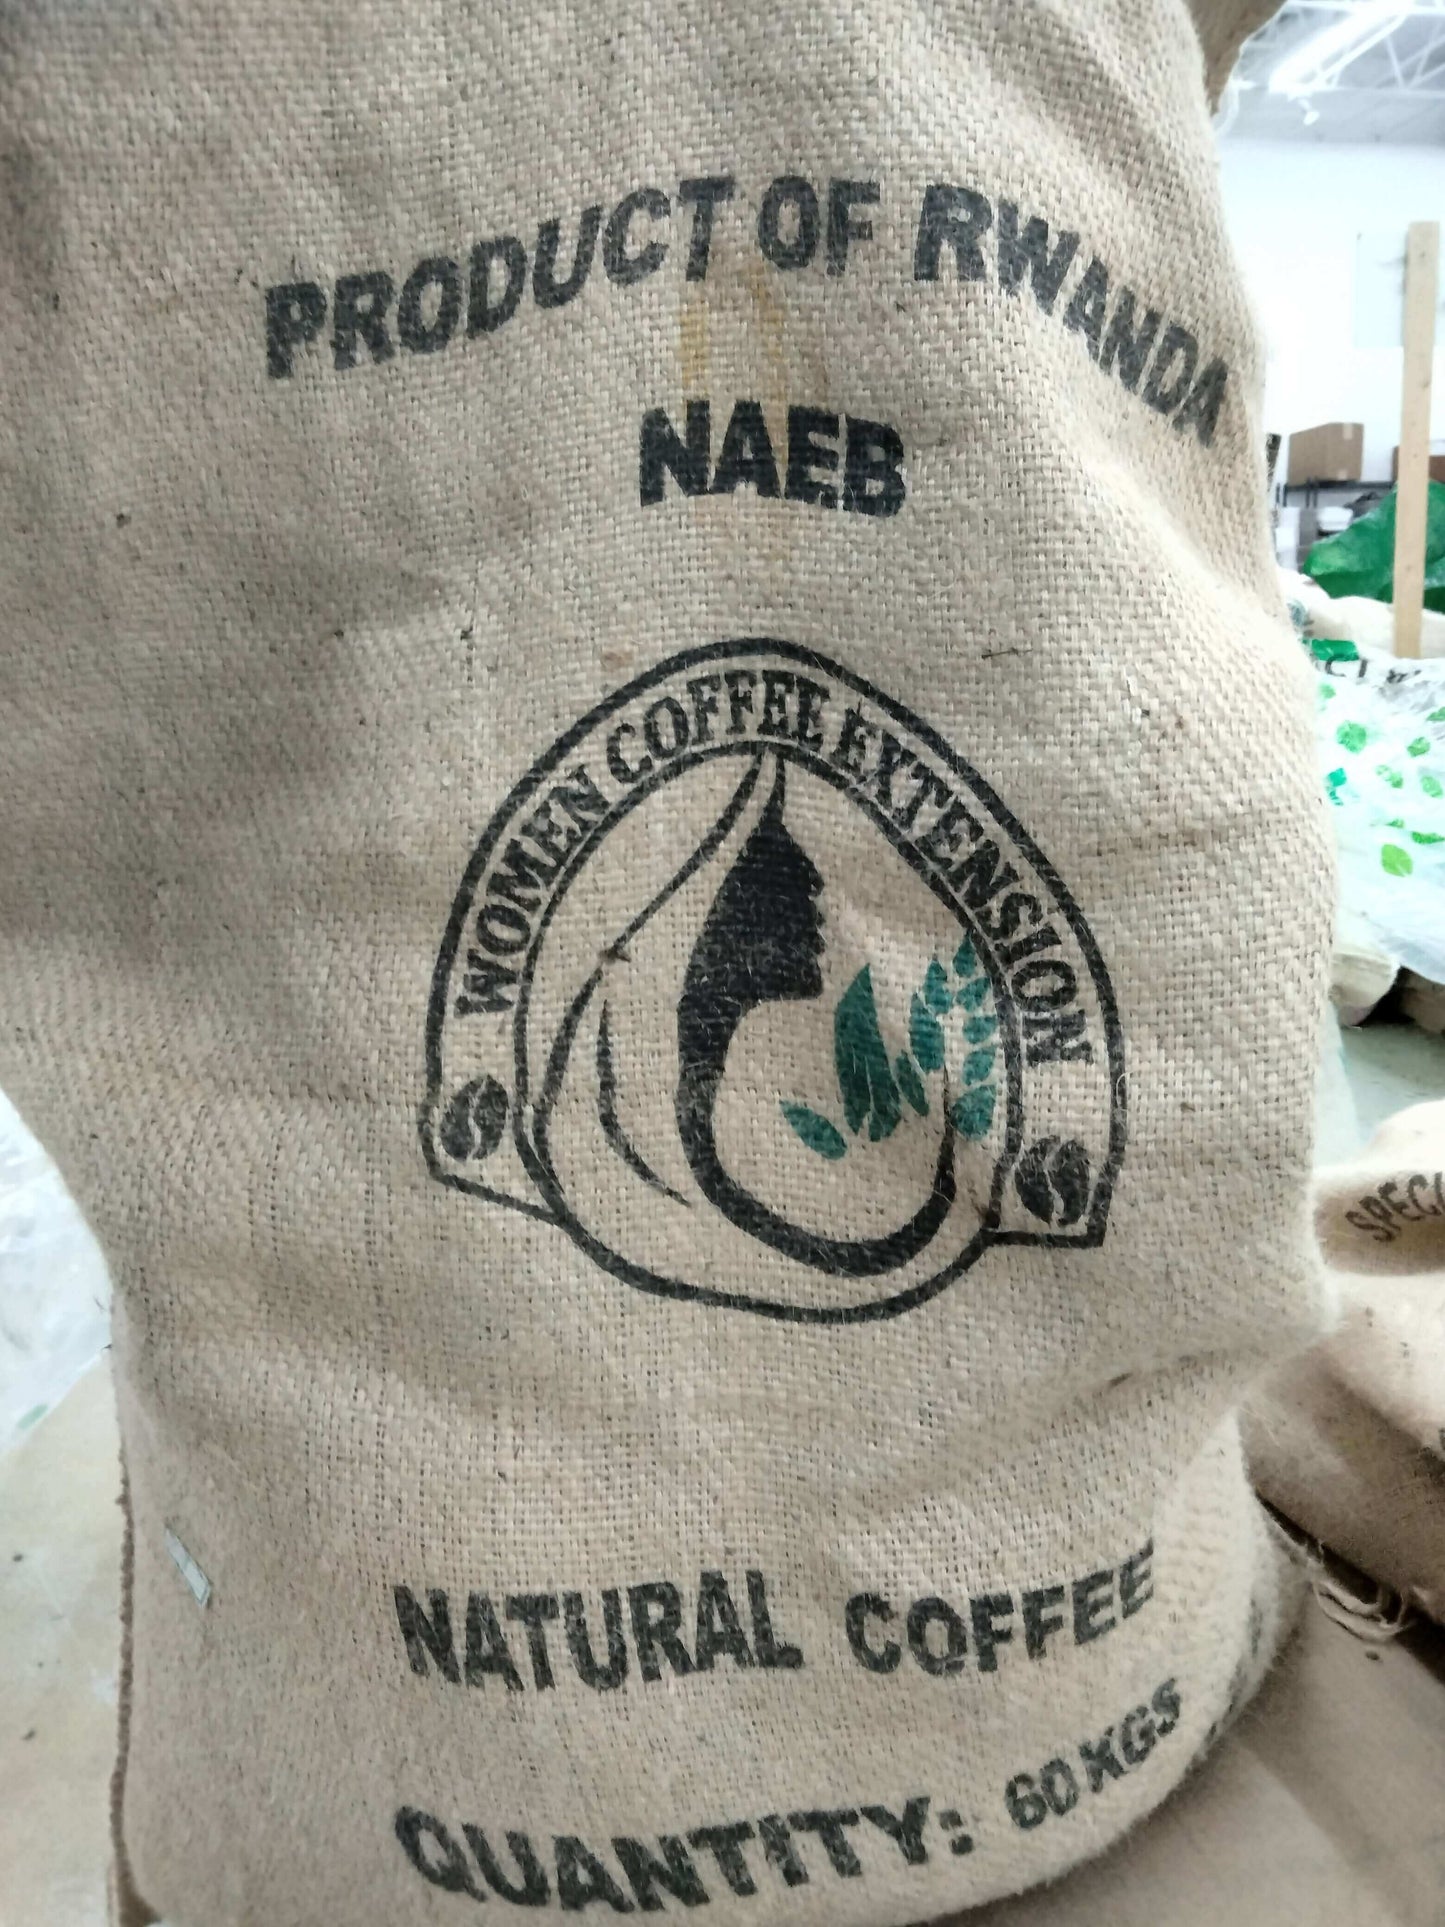 PRODUCT OF RWANDA
NAEB
WOMEN COFFEE EXTENSION
NATURAL COFFEE
QUANTITY: 60 KGS